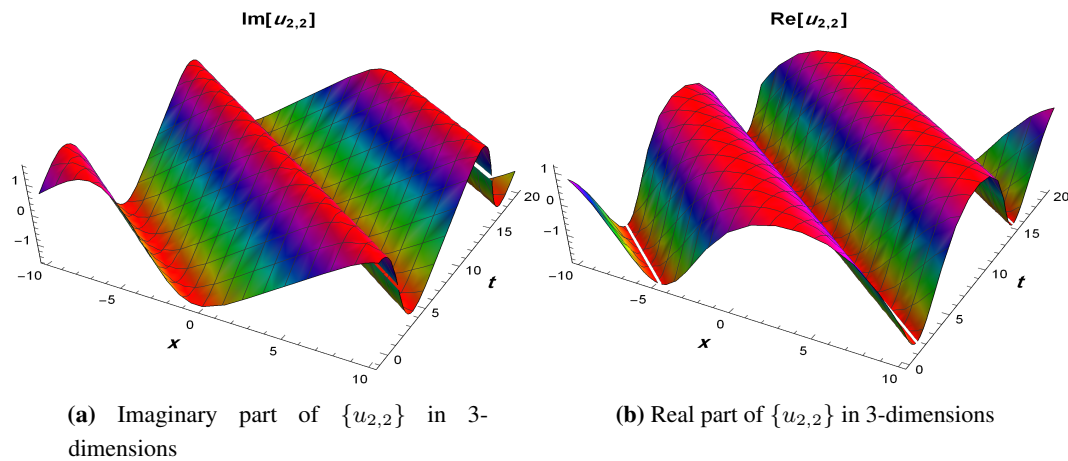 Im[u2,2]
Re[u2,2]
1
0
−1
−10
−5
0
5
10
x
0
5
10
15
20
t
1
0
−1
−10
−5
0
5
10
x
0
5
10
15
20
t
(a) Imaginary part of {u2,2} in 3-
dimensions
(b) Real part of {u2,2} in 3-dimensions